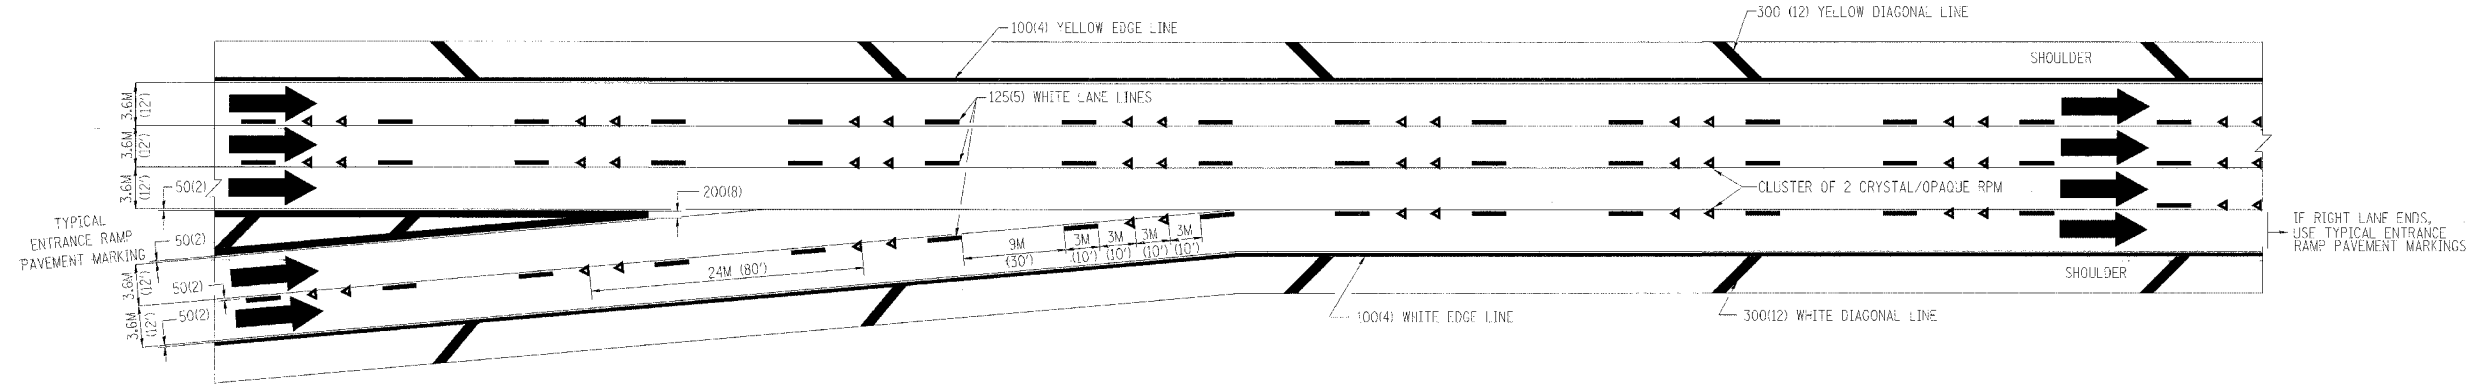 300 (12) YELLOW DIAGONAL LINE
100(4) YELLOW EDGE LINE
SHOULDER
3.6M
(12')
125(5) WHITE LANE LINES
3.6M
(12')
3.6M
(12')
50(2)
200(8)
CLUSTER OF 2 CRYSTAL/OPAQUE RPM
TYPICAL
ENTRANCE RAMP
PAVEMENT MARKING
50(2)
IF RIGHT LANE ENDS,
USE TYPICAL ENTRANCE
RAMP PAVEMENT MARKINGS
9M
(30')
3M
(10')
3M
(10')
3M
(10')
3M
(10')
24M (80')
SHOULDER
3.6M
(12')
50(2)
3.6M
(12')
50(2)
100(4) WHITE EDGE LINE
300(12) WHITE DIAGONAL LINE